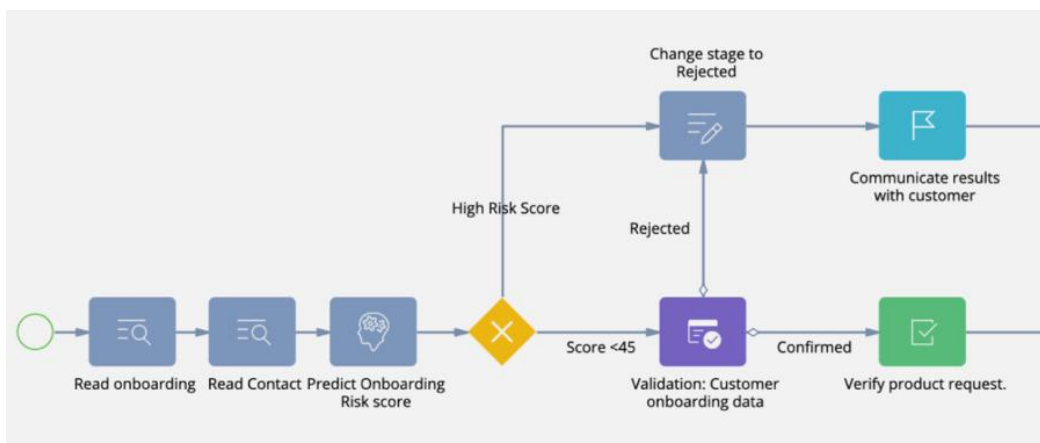 Change stage to
Rejected
Communicate results
with customer
High Risk Score
Rejected
Score <45
Confirmed
Read onboarding
Read Contact
Predict Onboarding
Risk score
Validation: Customer
onboarding data
Verify product request.